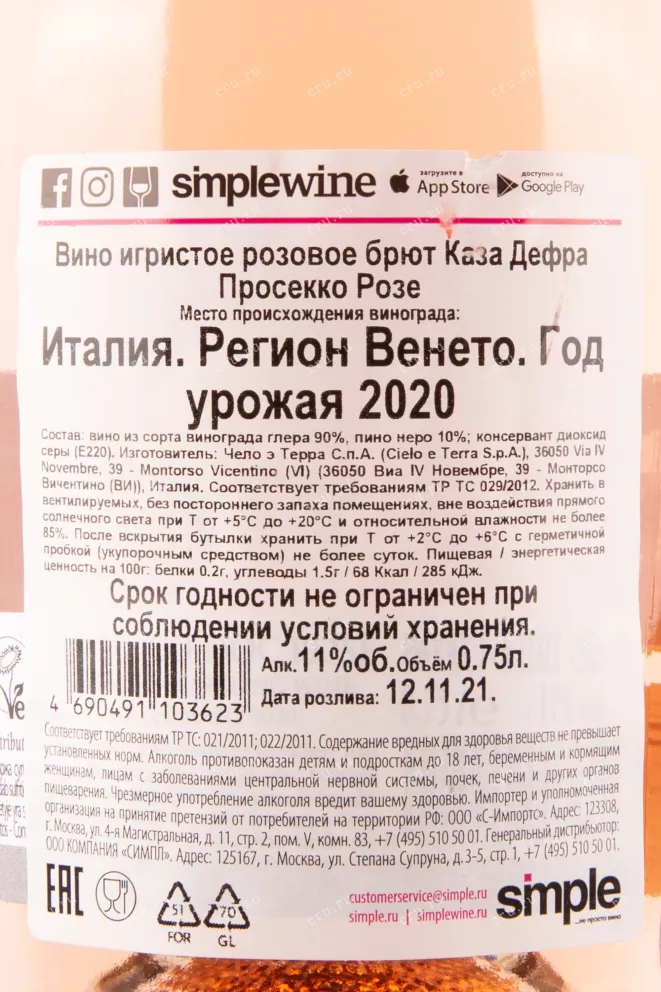 simplewine загрузите в App Store доступно на Google Play
Вино игристое розовое брют Каза Дефра
Просекко Розе
Место происхождения винограда:
Италия. Регион Венето. Год
урожая 2020
Состав: вино из сорта винограда глера 90%, пино неро 10%; консервант диоксид
серы (Е220). Изготовитель: Чело э Терра С.п.А. (Cielo e Terra S.p.A.), 36050 Via IV
Novembre, 39 - Montorso Vicentino (VI) (36050 Виа IV Новембре, 39 - Монторсо
Вичентино (ВИ)), Италия. Соответствует требованиям ТР ТС 029/2012. Хранить в
вентилируемых, без постороннего запаха помещениях, вне воздействия прямого
солнечного света при Т от +5°С до +20°С и относительной влажности не более
85%. После вскрытия бутылки хранить при Т от +2°С до +6°С с герметичной
пробкой (укупорочным средством) не более суток. Пищевая / энергетическая
ценность на 100г: белки 0.2г, углеводы 1.5г / 68 Ккал / 285 кДж.
Срок годности не ограничен при
соблюдении условий хранения.
Алк.11%об.Объём 0.75л.
Дата розлива: 12.11.21.
4 690491 103623
Соответствует требованиям ТР ТС: 021/2011; 022/2011. Содержание вредных для здоровья веществ не превышает
установленных норм. Алкоголь противопоказан детям и подросткам до 18 лет, беременным и кормящим
женщинам, лицам с заболеваниями центральной нервной системы, почек, печени и других органов
пищеварения. Чрезмерное употребление алкоголя вредит вашему здоровью. Импортер и уполномоченная
организация на принятие претензий от потребителей на территории РФ: ООО «С-Импортс». Адрес: 123308,
г. Москва, ул. 4-я Магистральная, д. 11, стр. 2, пом. V, комн. 83, +7 (495) 510 50 01. Генеральный дистрибьютор:
ООО КОМПАНИЯ «СИМПЛ». Адрес: 125167, г. Москва, ул. Степана Супруна, д. 3-5, стр.1, +7 (495) 510 50 01.
EAC
51
FOR
70
GL
customerservice@simple.ru
simple.ru | simplewine.ru
simple
...не просто вино